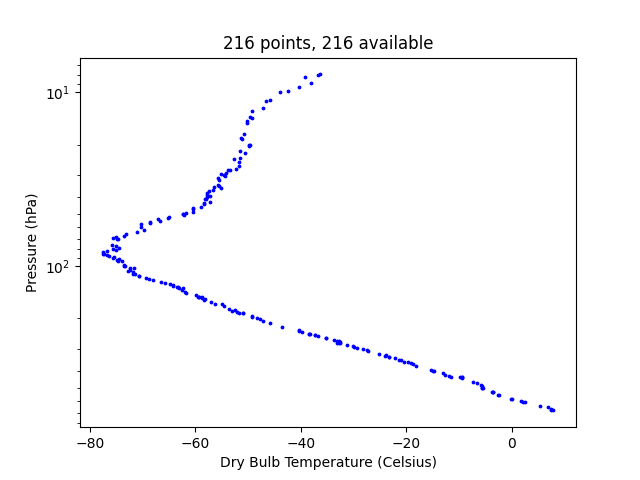 216 points, 216 available
10¹
10²
Pressure (hPa)
−80
−60
−40
−20
0
Dry Bulb Temperature (Celsius)